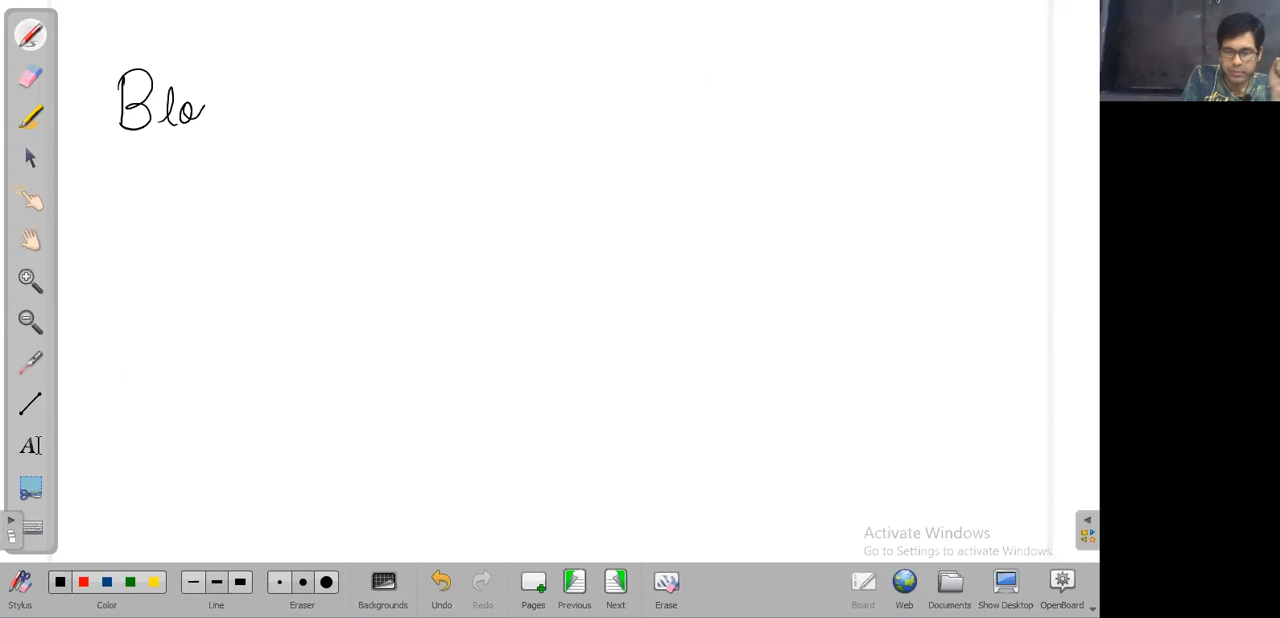 Blo
Activate Windows
Go to Settings to activate Windows.
Stylus
Color
Line
Eraser
Backgrounds
Undo
Redo
Pages
Previous
Next
Erase
Board
Web
Documents
Show Desktop
OpenBoard